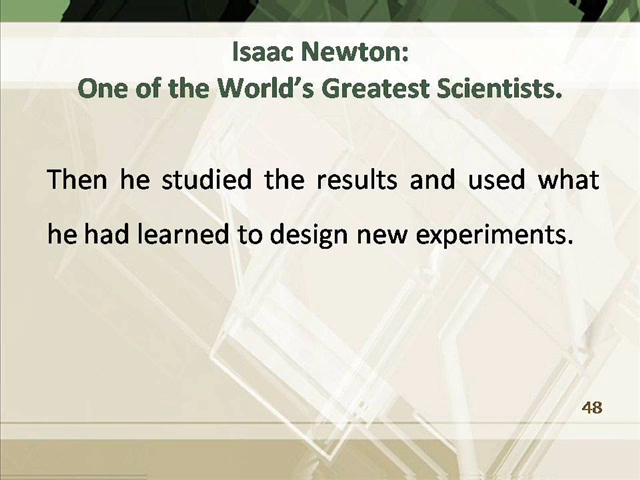 Isaac Newton:
One of the World's Greatest Scientists.
Then he studied the results and used what
he had learned to design new experiments.
48